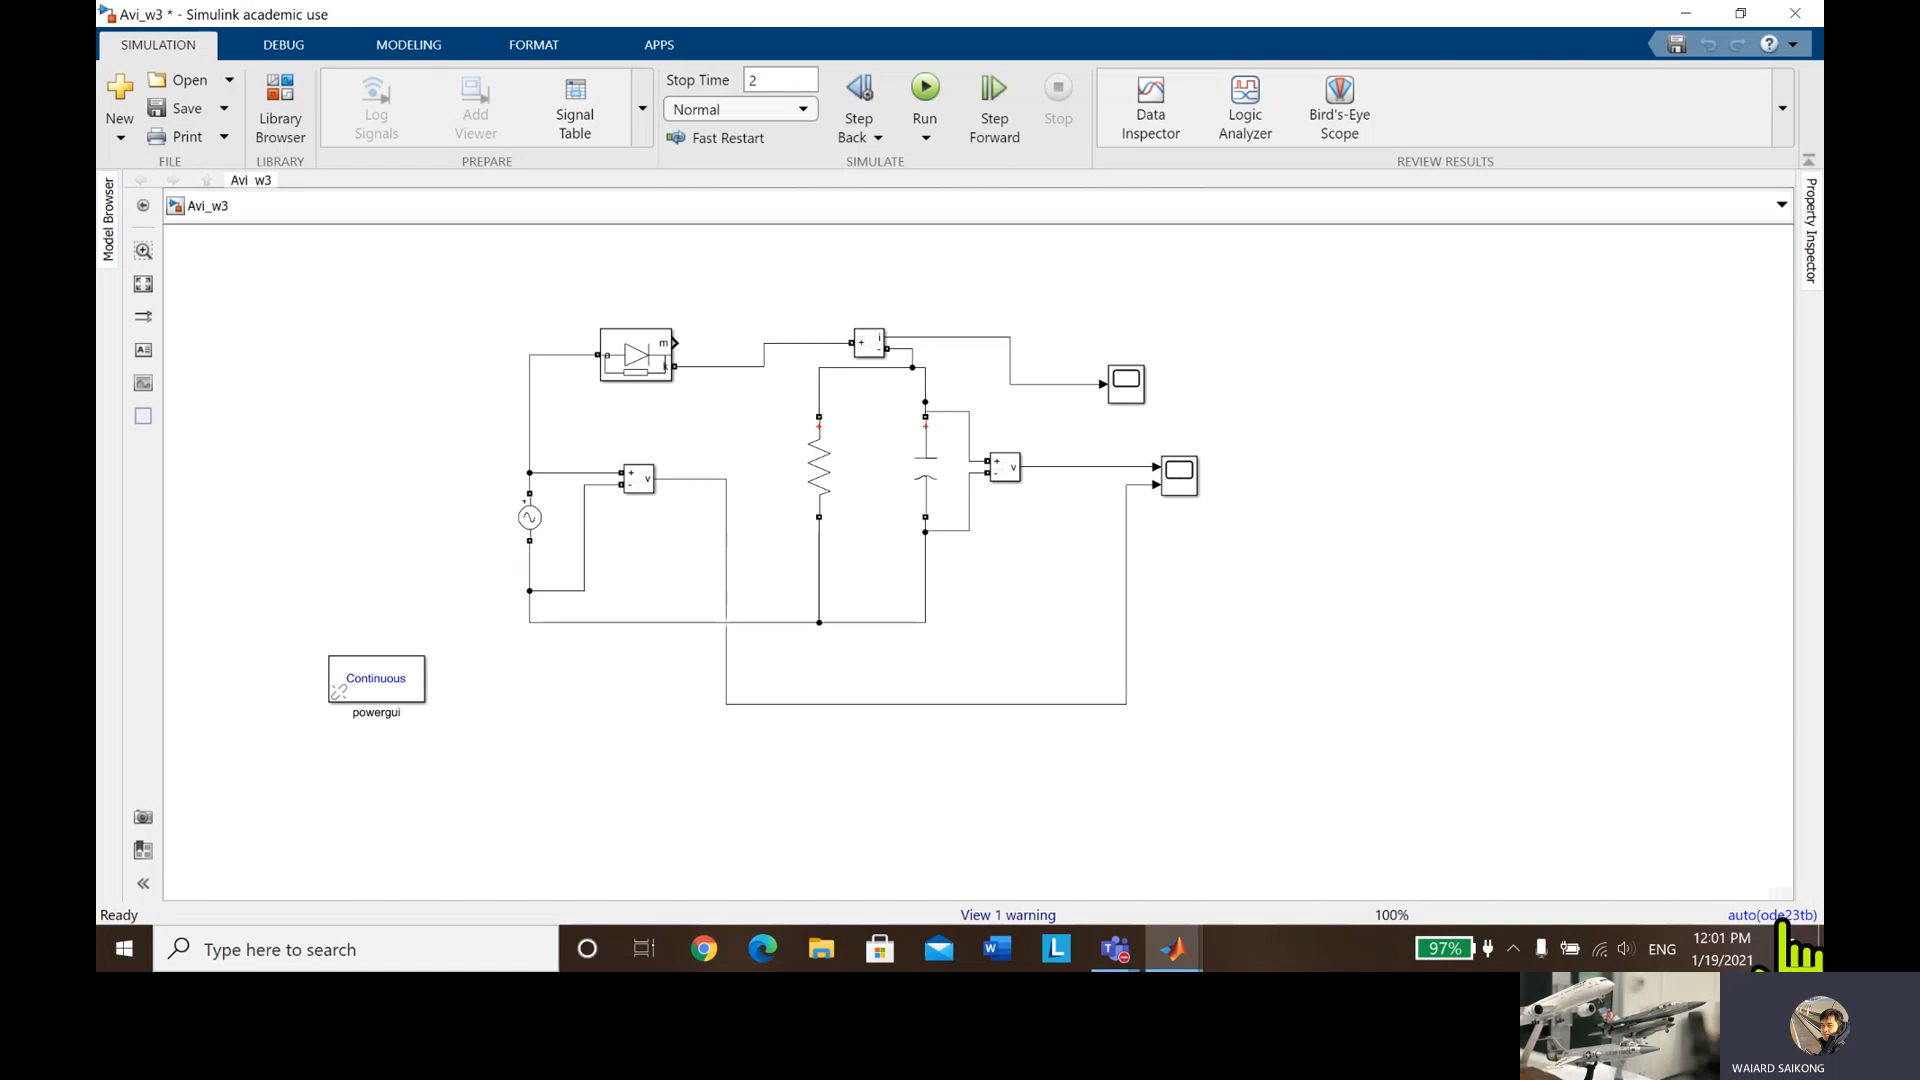 Avi_w3 * - Simulink academic use
SIMULATION DEBUG MODELING FORMAT APPS
New
Open
Save
Print
FILE
Library Browser
LIBRARY
Log Signals
Add Viewer
Signal Table
PREPARE
Stop Time 2
Normal
Fast Restart
Step Back
Run
Step Forward
Stop
SIMULATE
Data Inspector
Logic Analyzer
Bird's-Eye Scope
REVIEW RESULTS
Model Browser
Avi_w3
Avi_w3
Property Inspector
a m k
+ i -
+ - v
+ - v
+
+
Continuous
powergui
Ready
View 1 warning
100%
auto(ode23tb)
Type here to search
97%
ENG
12:01 PM
1/19/2021
WAIARD SAIKONG